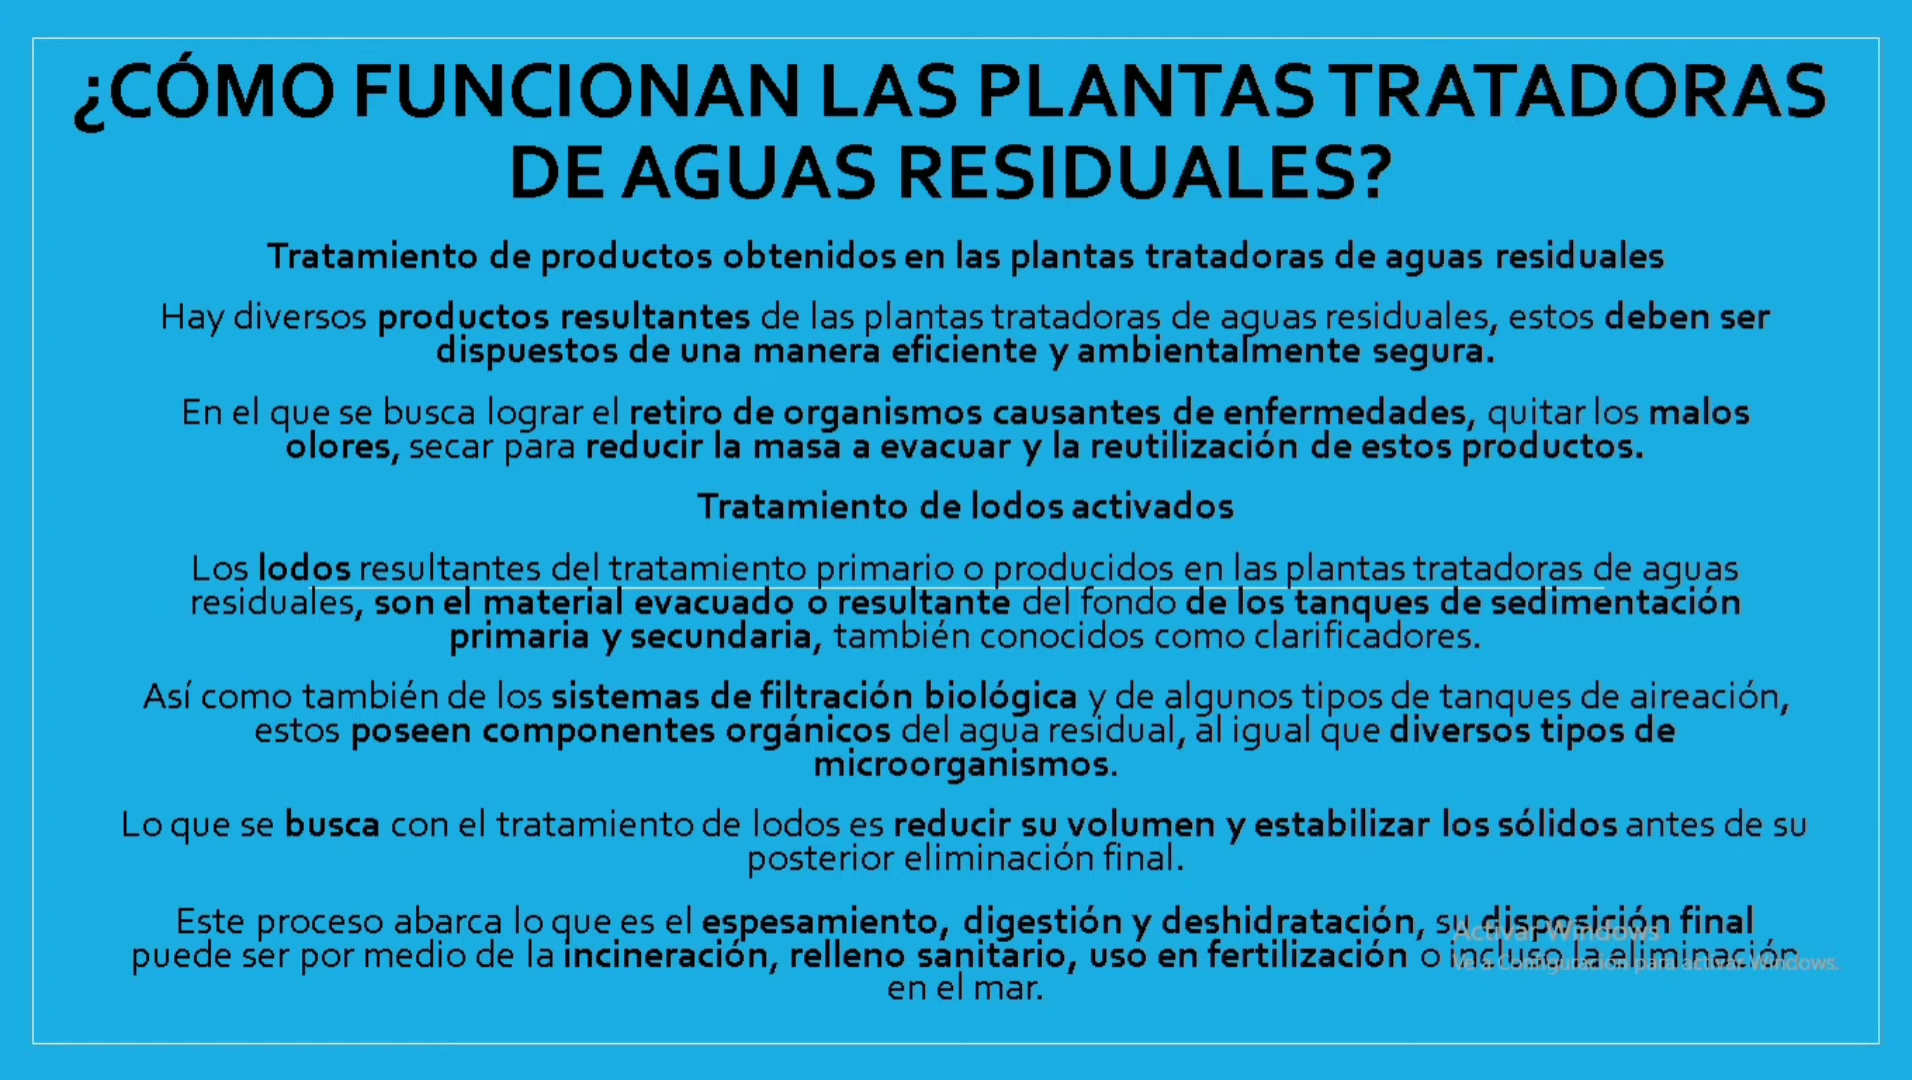 ¿CÓMO FUNCIONAN LAS PLANTAS TRATADORAS
DE AGUAS RESIDUALES?
Tratamiento de productos obtenidos en las plantas tratadoras de aguas residuales
Hay diversos productos resultantes de las plantas tratadoras de aguas residuales, estos deben ser
dispuestos de una manera eficiente y ambientalmente segura.
En el que se busca lograr el retiro de organismos causantes de enfermedades, quitar los malos
olores, secar para reducir la masa a evacuar y la reutilización de estos productos.
Tratamiento de lodos activados
Los lodos resultantes del tratamiento primario o producidos en las plantas tratadoras de aguas
residuales, son el material evacuado o resultante del fondo de los tanques de sedimentación
primaria y secundaria, también conocidos como clarificadores.
Así como también de los sistemas de filtración biológica y de algunos tipos de tanques de aireación,
estos poseen componentes orgánicos del agua residual, al igual que diversos tipos de
microorganismos.
Lo que se busca con el tratamiento de lodos es reducir su volumen y estabilizar los sólidos antes de su
posterior eliminación final.
Este proceso abarca lo que es el espesamiento, digestión y deshidratación, su disposición final
puede ser por medio de la incineración, relleno sanitario, uso en fertilización o incluso la eliminación
en el mar.
Activar Windows
Ve a Configuración para activar Windows.